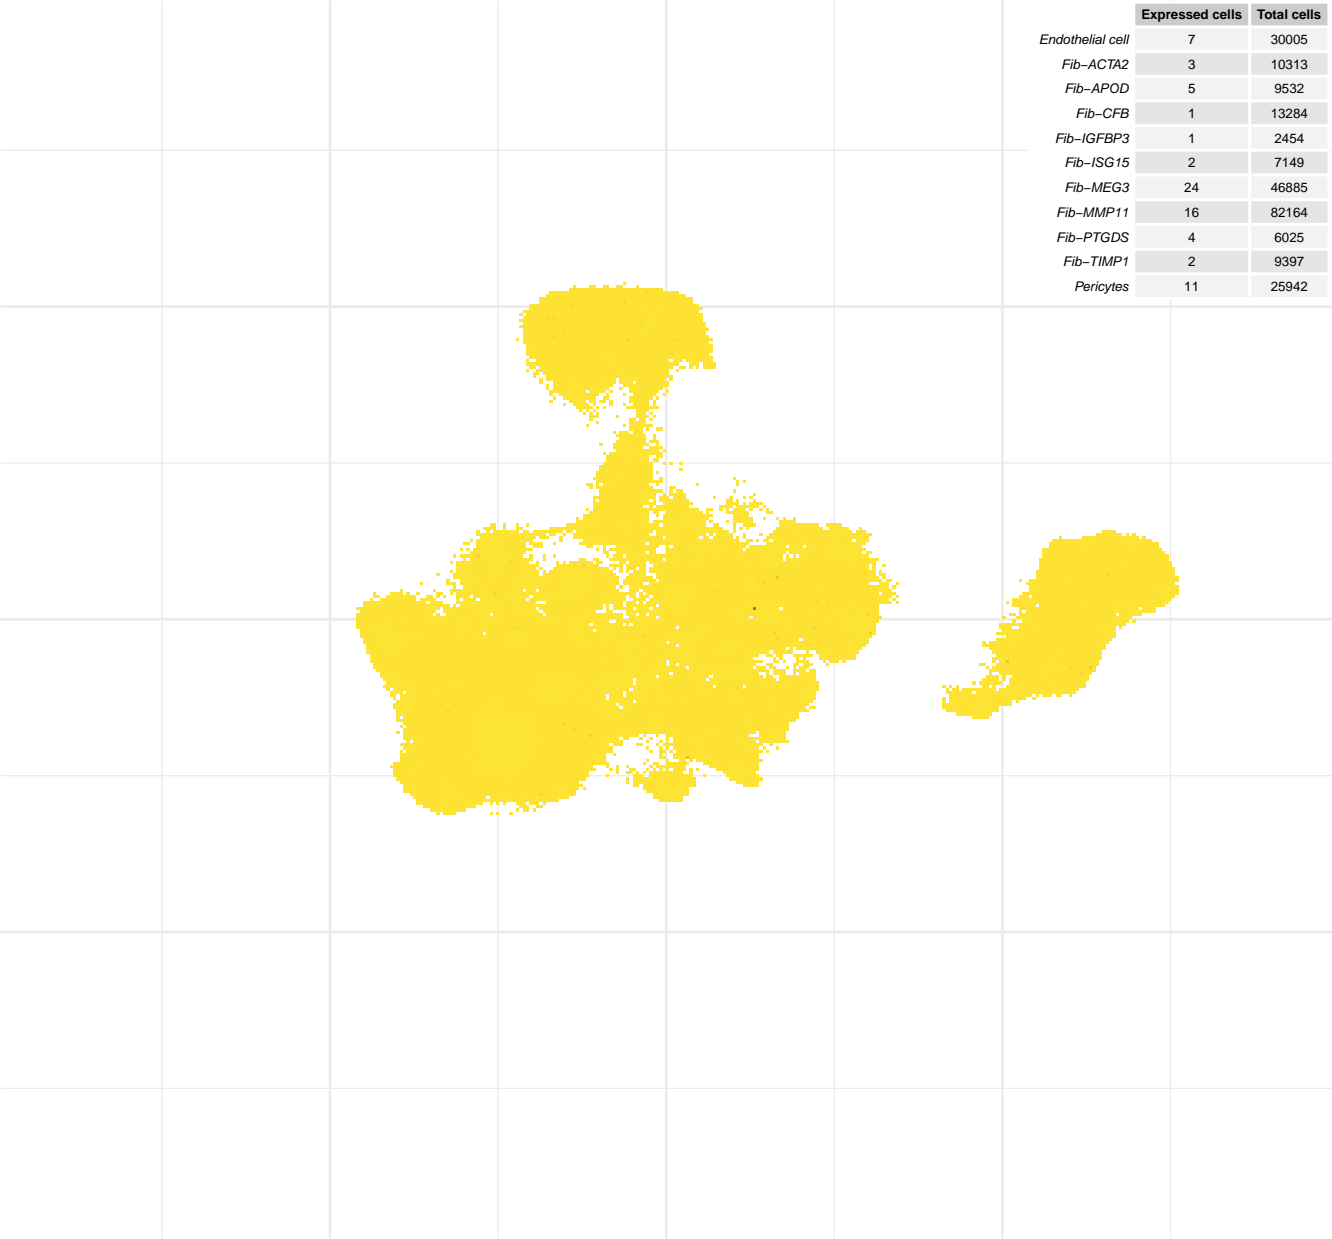 Expressed cells Total cells
Endothelial cell 7 30005
Fib−ACTA2 3 10313
Fib−APOD 5 9532
Fib−CFB 1 13284
Fib−IGFBP3 1 2454
Fib−ISG15 2 7149
Fib−MEG3 24 46885
Fib−MMP11 16 82164
Fib−PTGDS 4 6025
Fib−TIMP1 2 9397
Pericytes 11 25942